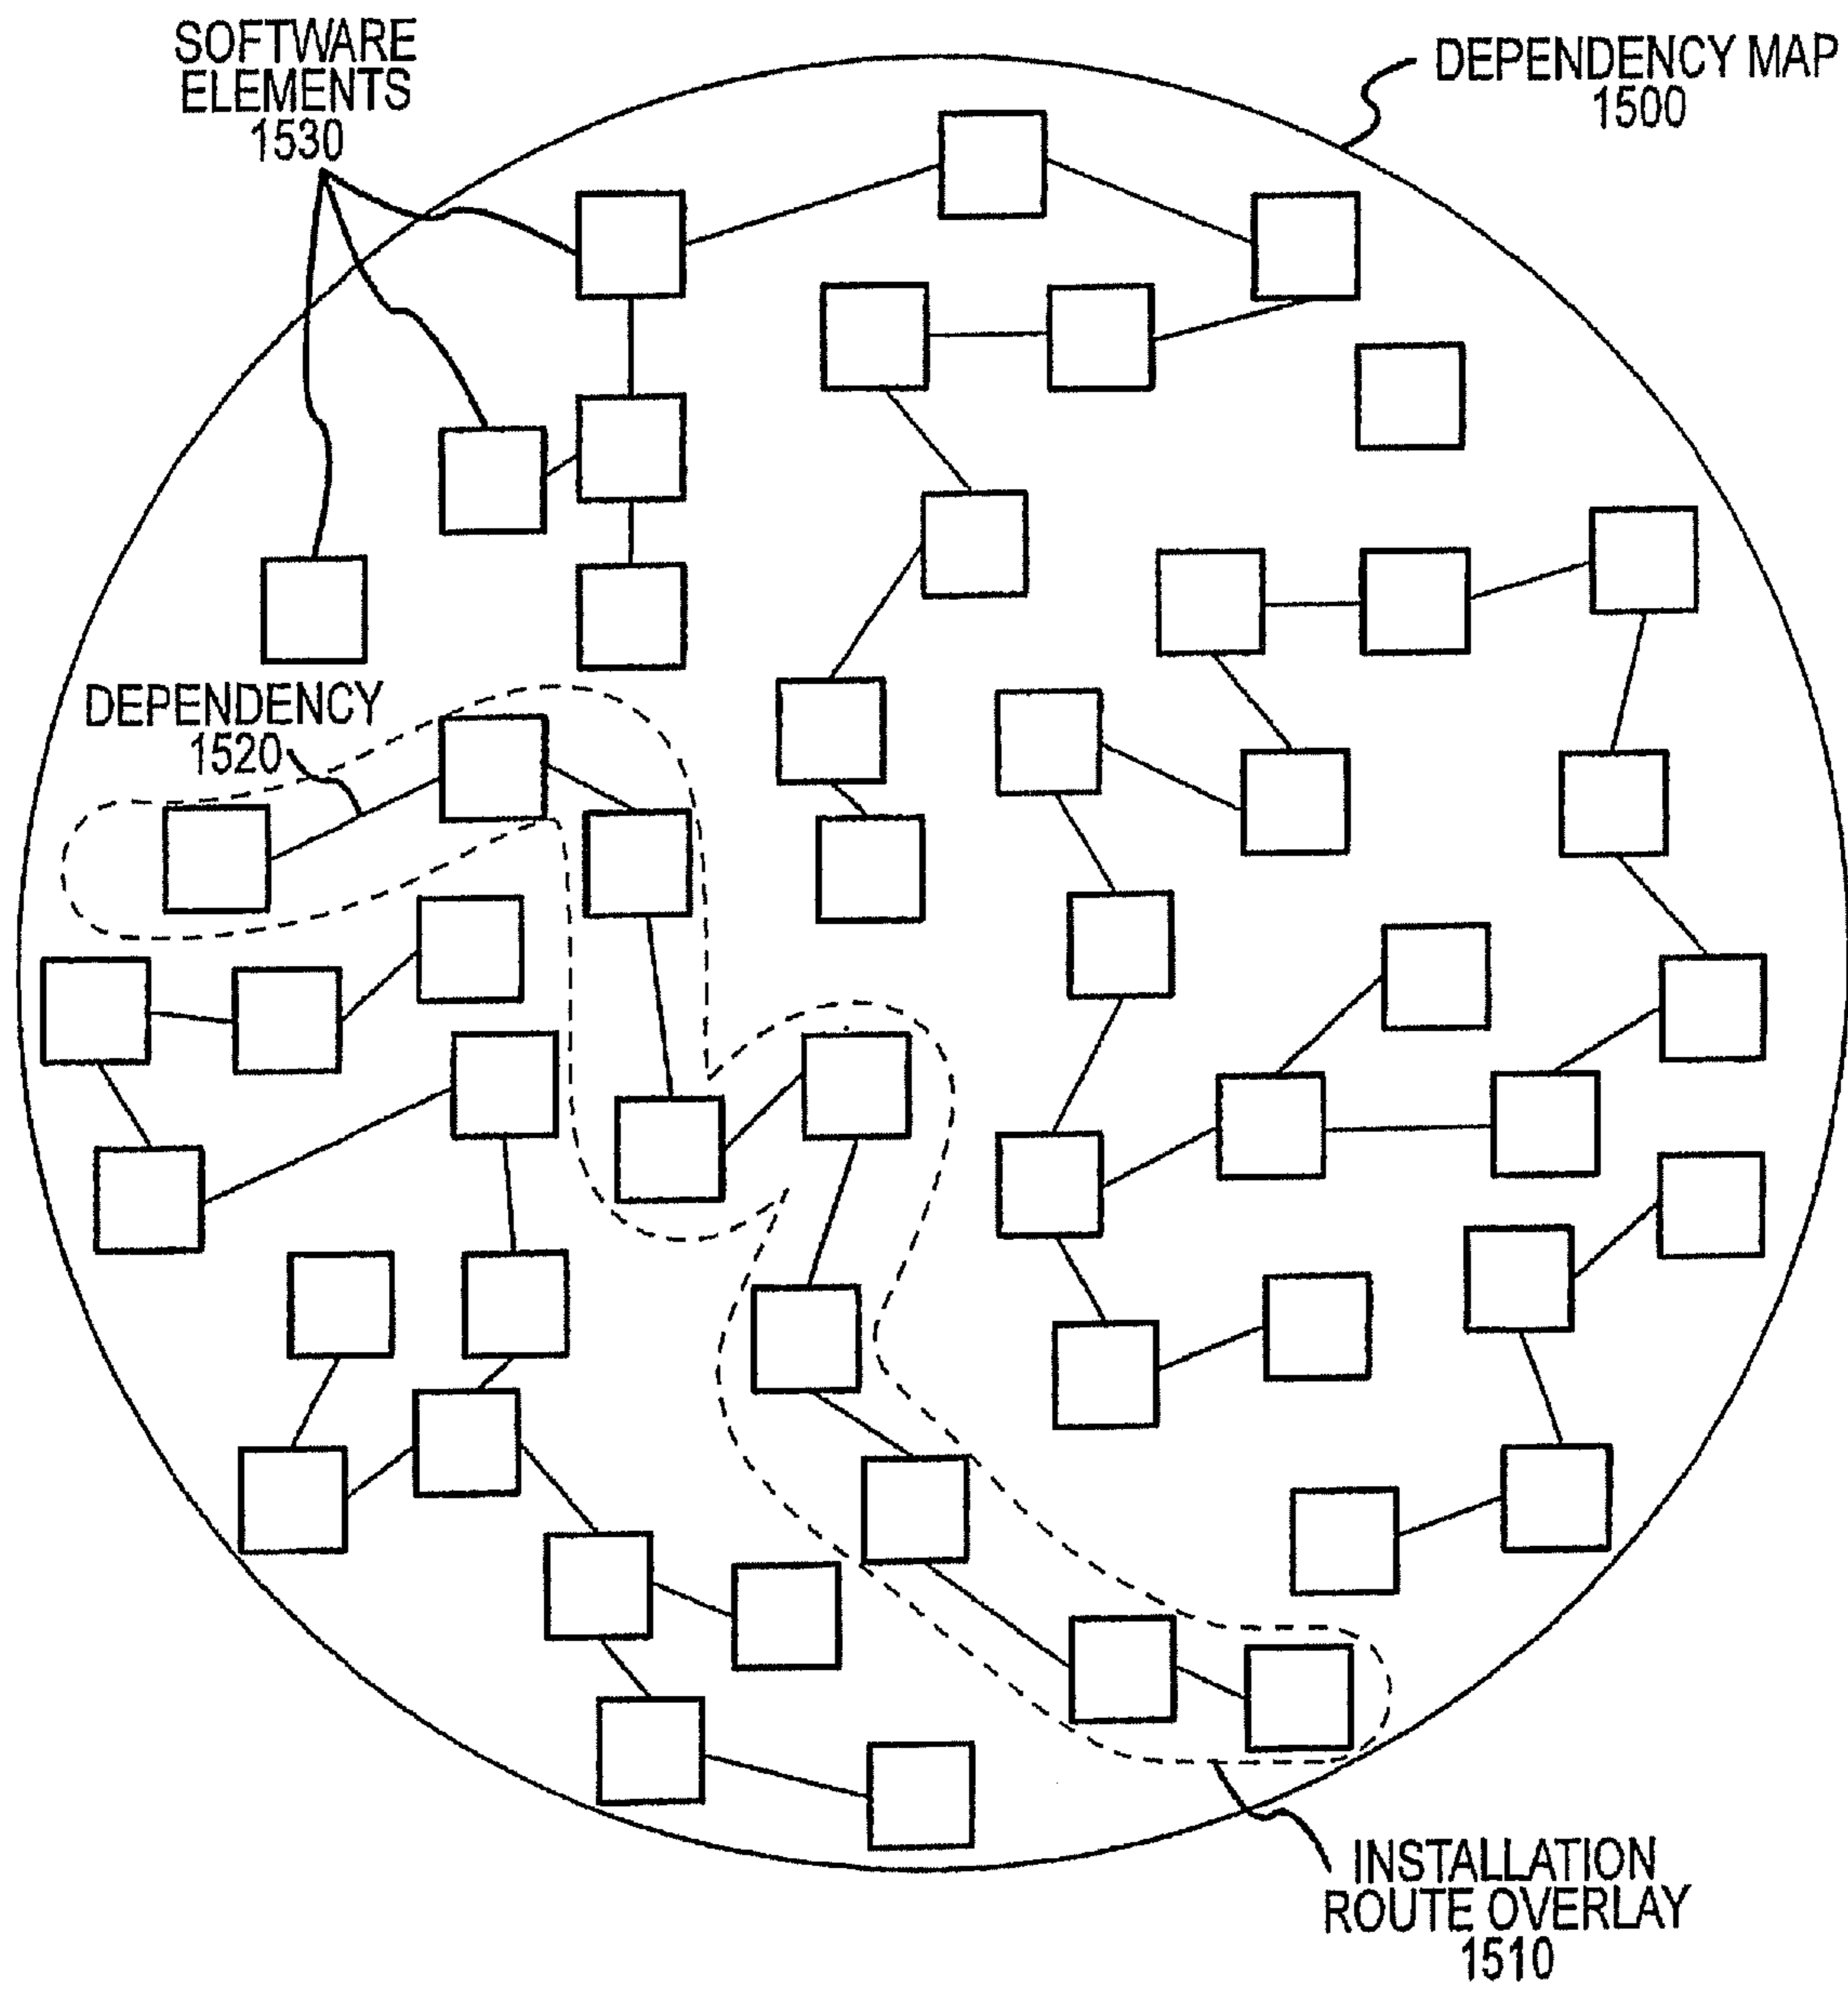 SOFTWARE
ELEMENTS
1530
DEPENDENCY MAP
1500
DEPENDENCY
1520
INSTALLATION
ROUTE OVERLAY
1510